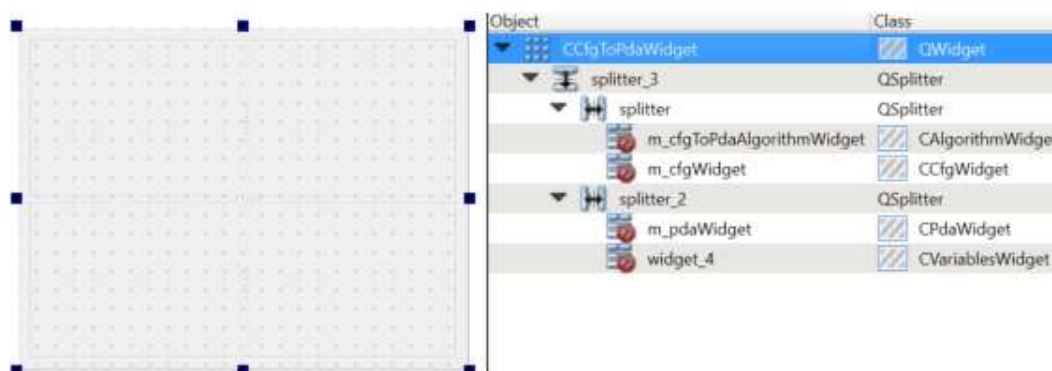 Object Class
CCfgToPdaWidget QWidget
splitter_3 QSplitter
splitter QSplitter
m_cfgToPdaAlgorithmWidget CAlgorithmWidge
m_cfgWidget CCfgWidget
splitter_2 QSplitter
m_pdaWidget CPdaWidget
widget_4 CVariablesWidget